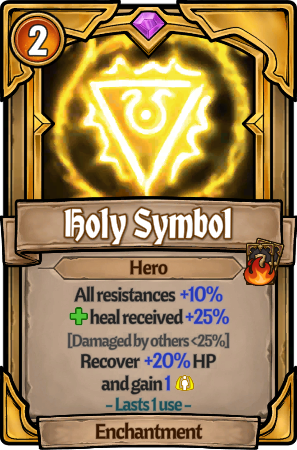 2
Holy Symbol
Hero
All resistances +10%
heal received +25%
[Damaged by others <25%]
Recover +20% HP
and gain 1
- Lasts 1 use -
Enchantment